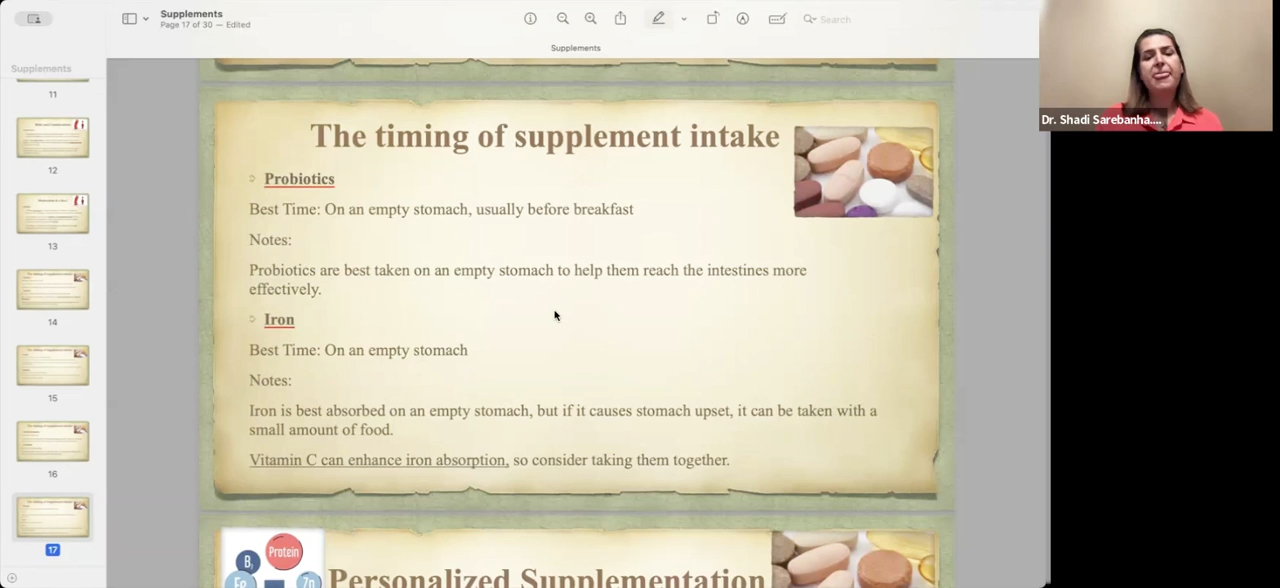 Supplements
Page 17 of 30 – Edited
Search
Supplements
Supplements
11
12
13
14
15
16
17
Dr. Shadi Sarebanha....
The timing of supplement intake
Probiotics
Best Time: On an empty stomach, usually before breakfast
Notes:
Probiotics are best taken on an empty stomach to help them reach the intestines more
effectively.
Iron
Best Time: On an empty stomach
Notes:
Iron is best absorbed on an empty stomach, but if it causes stomach upset, it can be taken with a
small amount of food.
Vitamin C can enhance iron absorption, so consider taking them together.
B
Protein
Fe
Zn
Personalized Supplementation